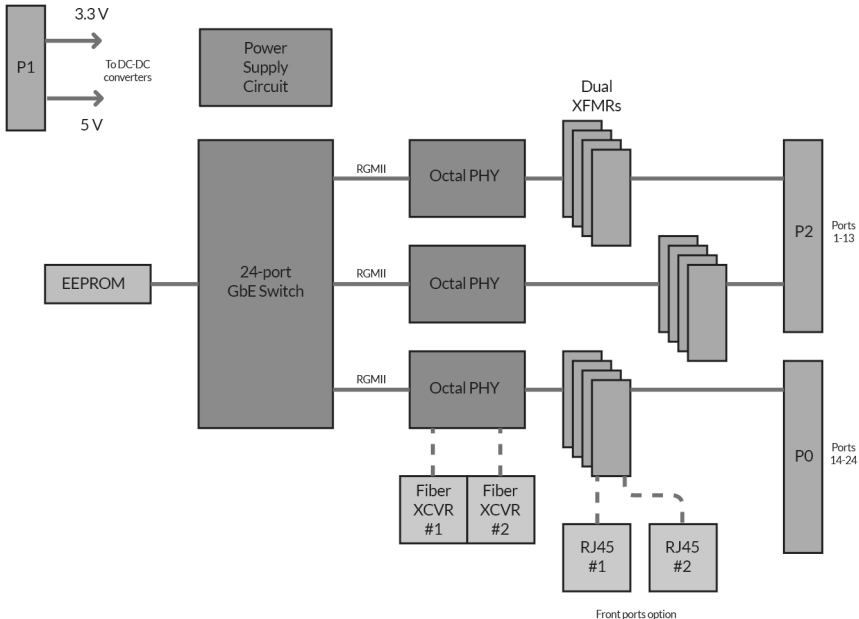 3.3 V
P1
To DC-DC
converters
5 V
Power
Supply
Circuit
Dual
XFMRs
RGMII
Octal PHY
P2
Ports
1-13
EEPROM
24-port
GbE Switch
RGMII
Octal PHY
RGMII
Octal PHY
P0
Ports
14-24
Fiber
XCVR
#1
Fiber
XCVR
#2
RJ45
#1
RJ45
#2
Front ports option